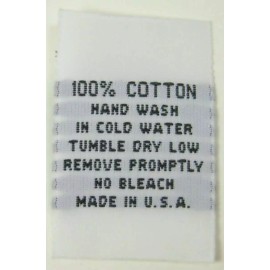 100% COTTON
HAND WASH
IN COLD WATER
TUMBLE DRY LOW
REMOVE PROMPTLY
NO BLEACH
MADE IN U.S.A.